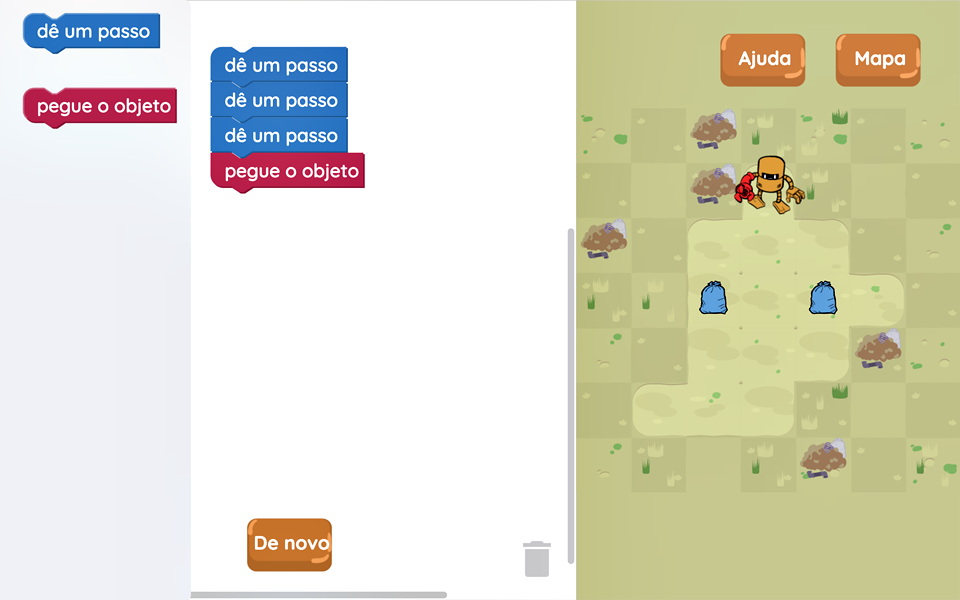 dê um passo
pegue o objeto
dê um passo
dê um passo
dê um passo
pegue o objeto
De novo
Ajuda
Mapa